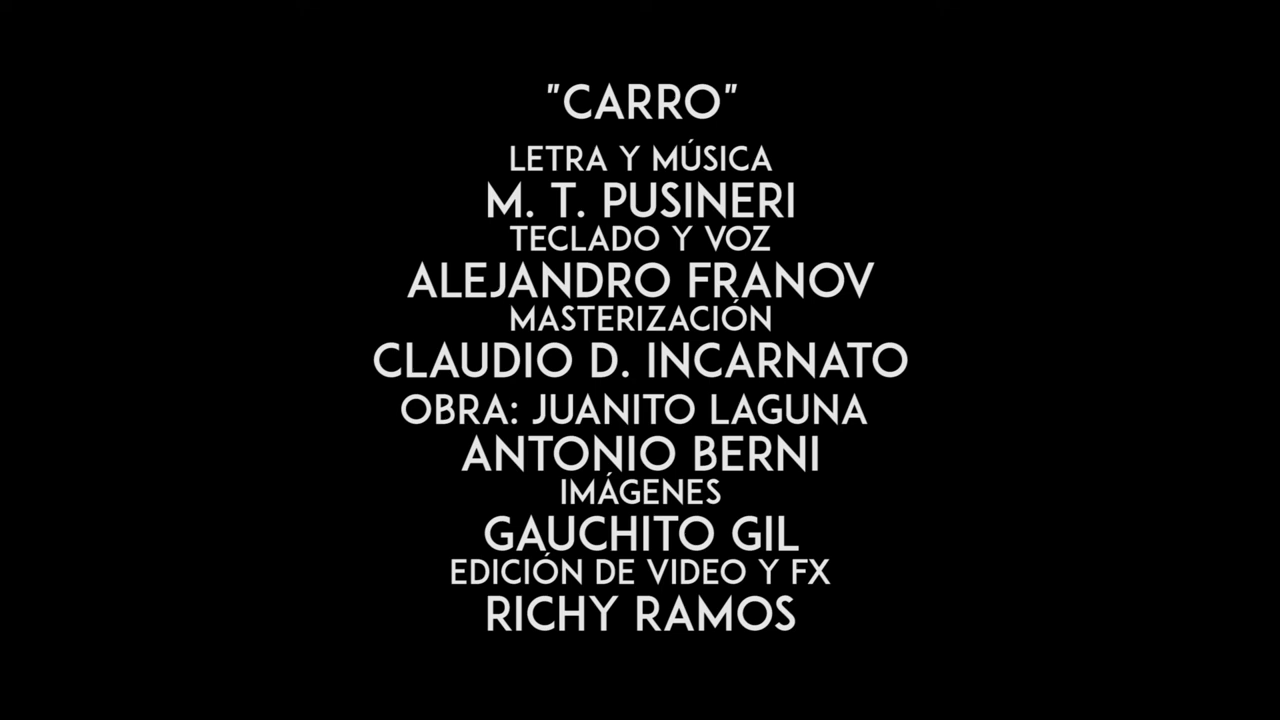 "CARRO"
LETRA Y MÚSICA
M. T. PUSINERI
TECLADO Y VOZ
ALEJANDRO FRANOV
MASTERIZACIÓN
CLAUDIO D. INCARNATO
OBRA: JUANITO LAGUNA
ANTONIO BERNI
IMÁGENES
GAUCHITO GIL
EDICIÓN DE VIDEO Y FX
RICHY RAMOS